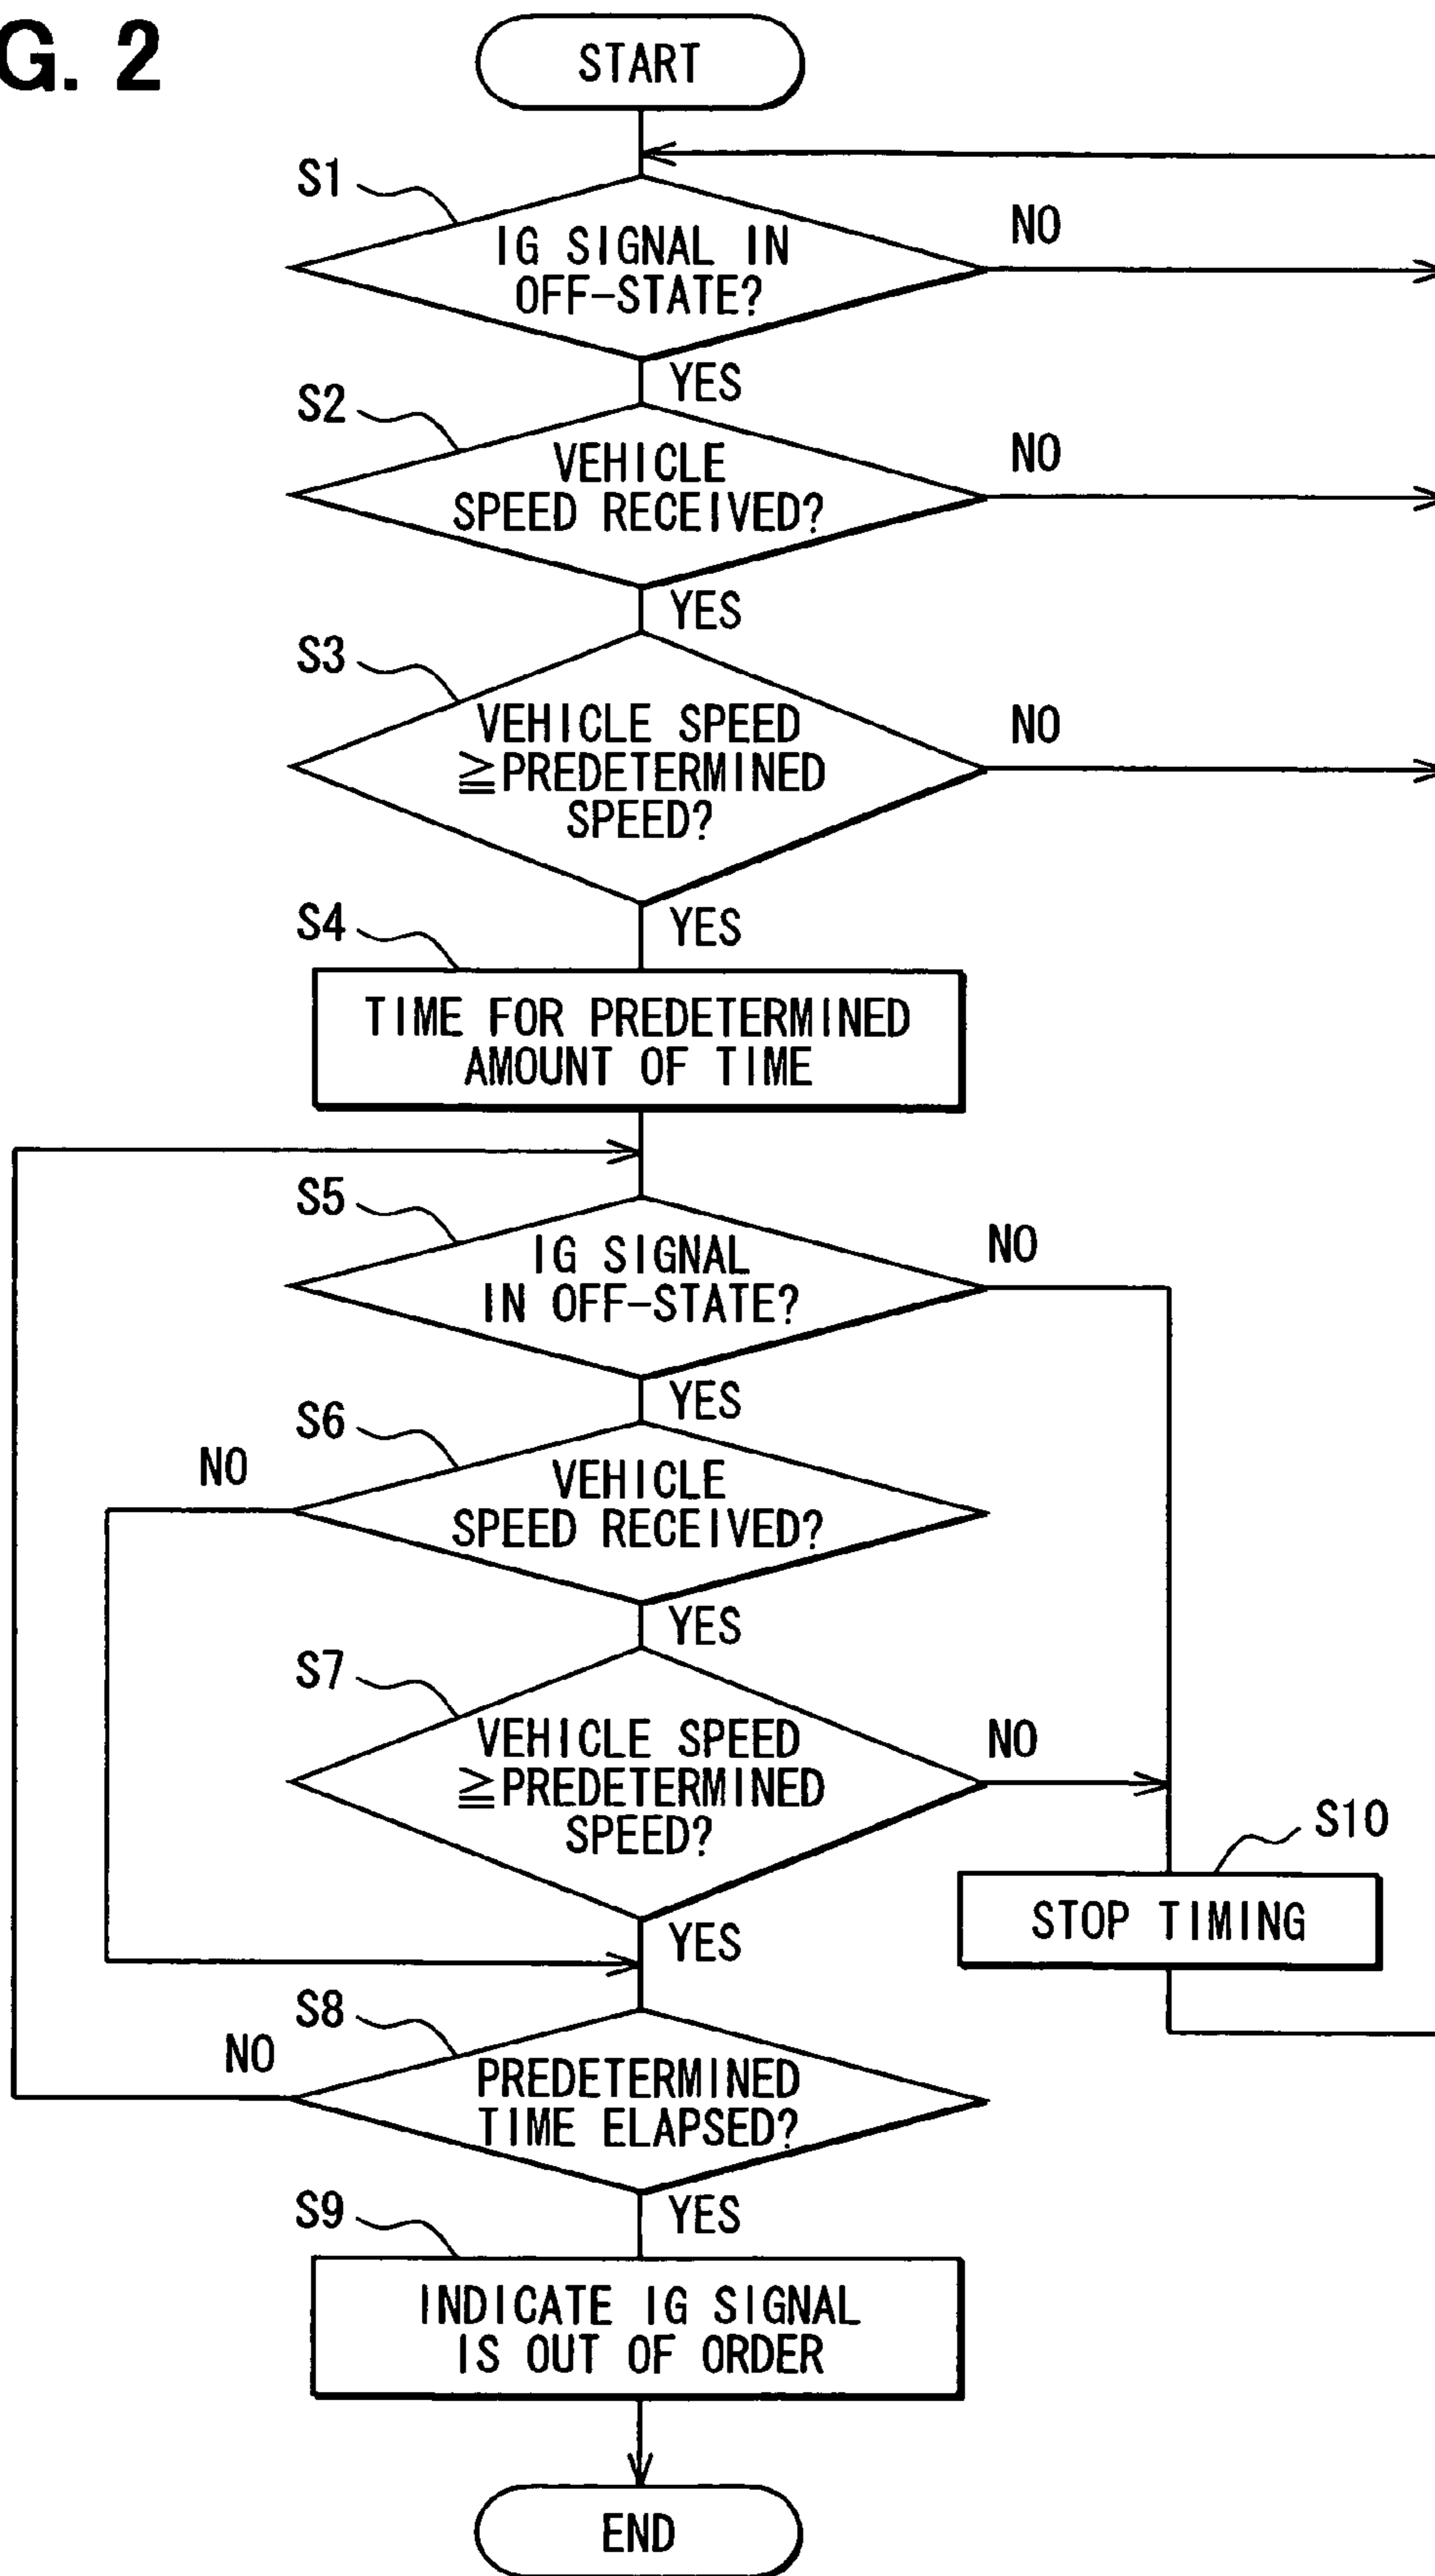 G. 2
START
S1
IG SIGNAL IN
OFF-STATE?
NO
YES
S2
VEHICLE
SPEED RECEIVED?
NO
YES
S3
VEHICLE SPEED
≧PREDETERMINED
SPEED?
NO
YES
S4
TIME FOR PREDETERMINED
AMOUNT OF TIME
S5
IG SIGNAL
IN OFF-STATE?
NO
YES
S6
NO
VEHICLE
SPEED RECEIVED?
YES
S7
VEHICLE SPEED
≧PREDETERMINED
SPEED?
NO
YES
S10
STOP TIMING
S8
NO
PREDETERMINED
TIME ELAPSED?
YES
S9
INDICATE IG SIGNAL
IS OUT OF ORDER
END